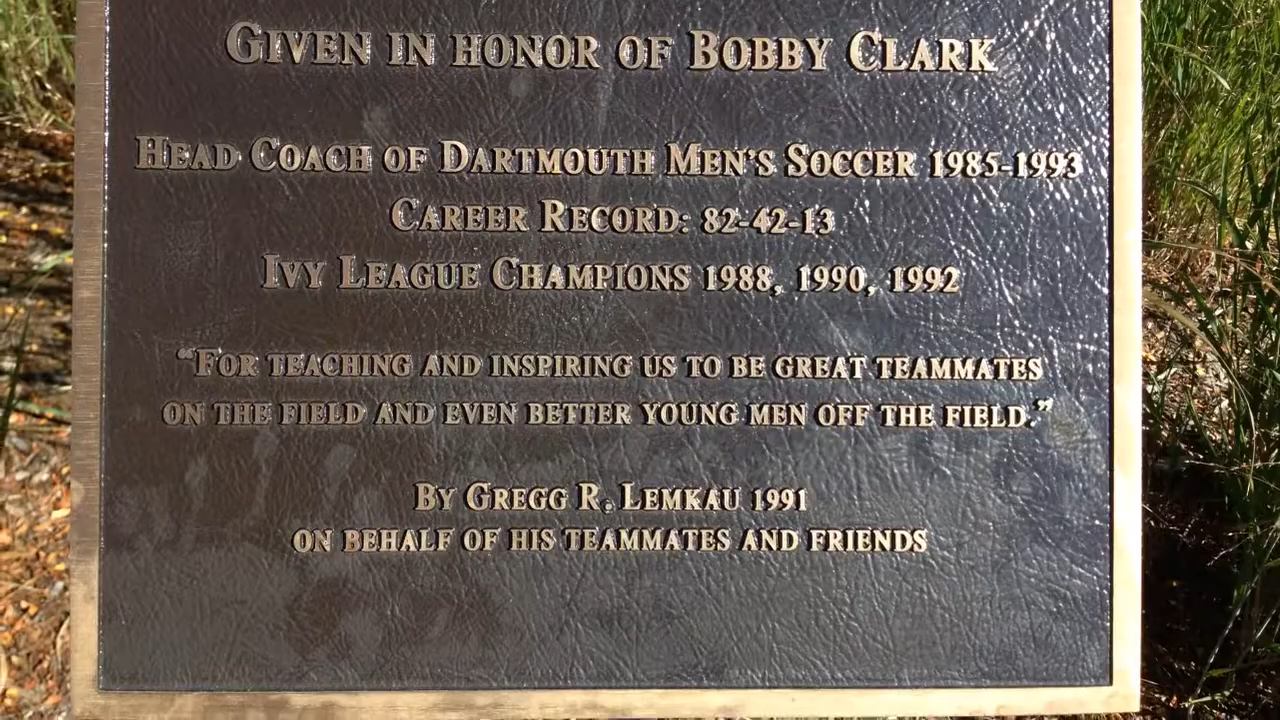 GIVEN IN HONOR OF BOBBY CLARK
HEAD COACH OF DARTMOUTH MEN'S SOCCER 1985-1993
CAREER RECORD: 82-42-13
IVY LEAGUE CHAMPIONS 1988, 1990, 1992
“FOR TEACHING AND INSPIRING US TO BE GREAT TEAMMATES
ON THE FIELD AND EVEN BETTER YOUNG MEN OFF THE FIELD.”
BY GREGG R. LEMKAU 1991
ON BEHALF OF HIS TEAMMATES AND FRIENDS